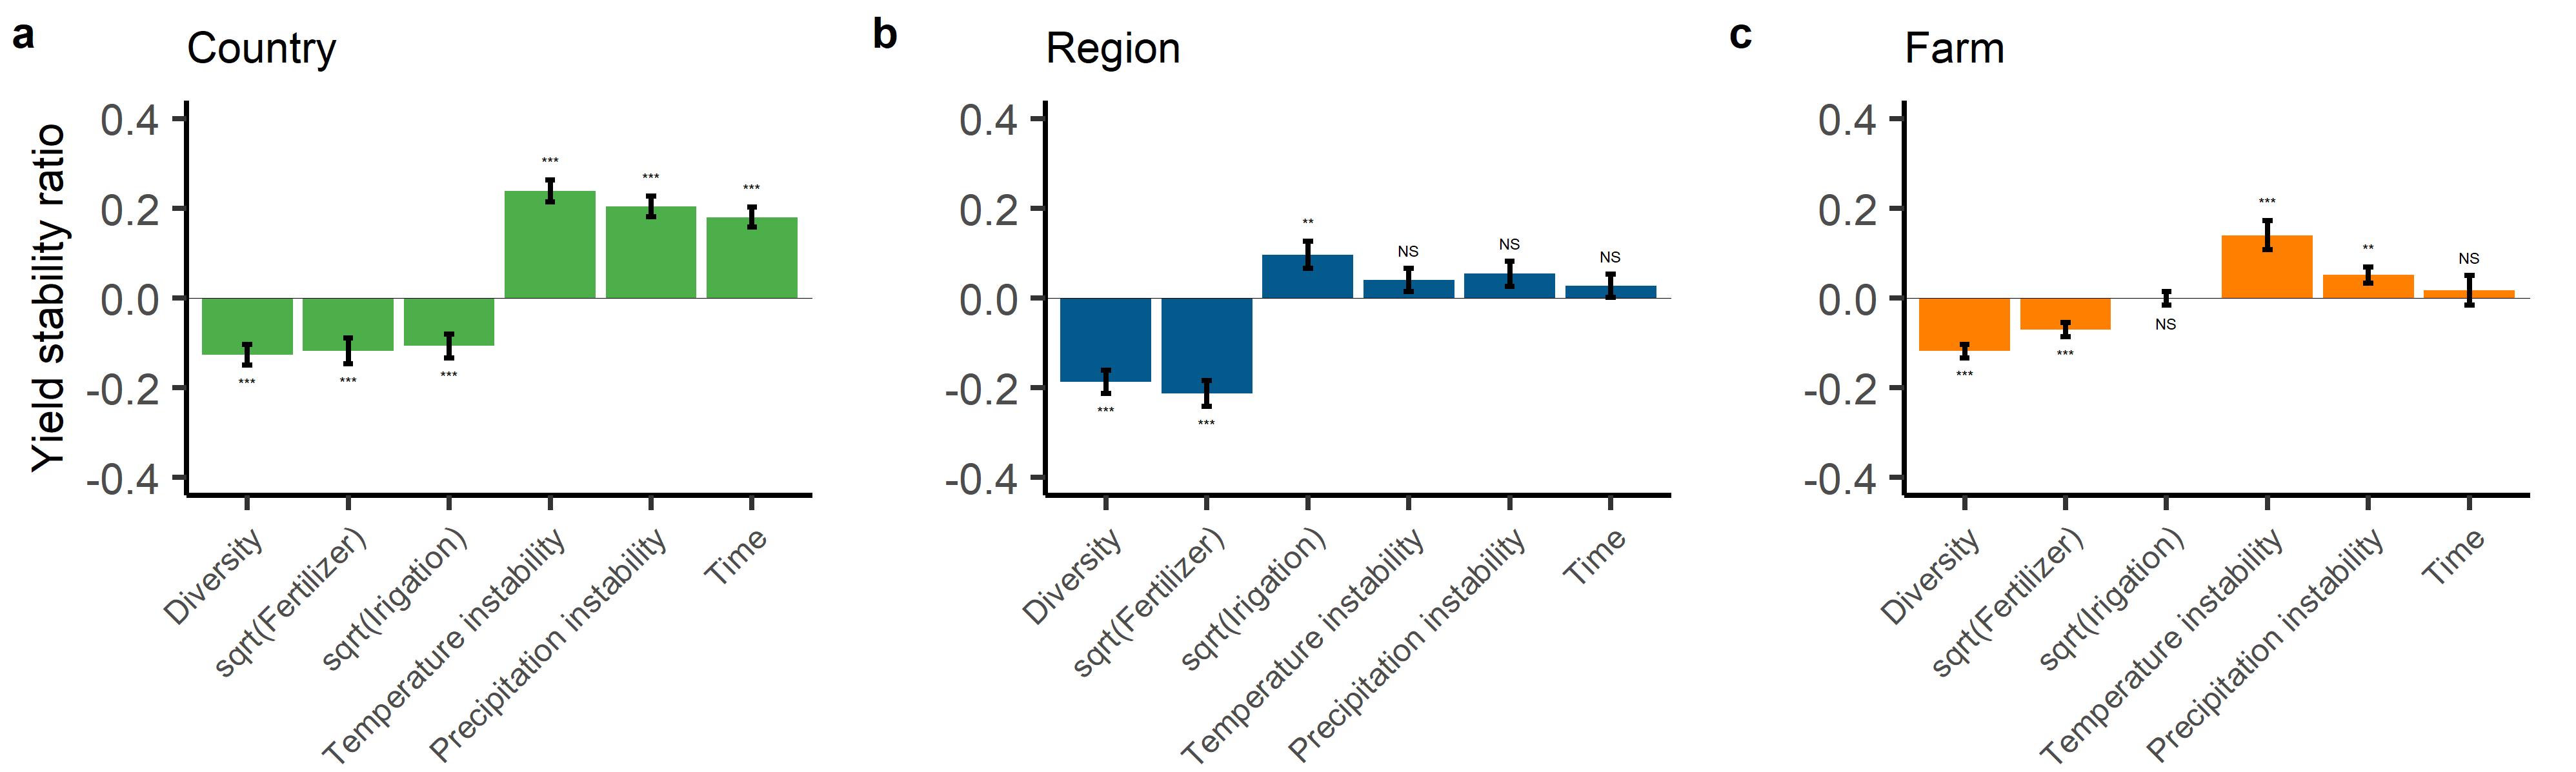 a
Country
Yield stability ratio
0.4
0.2
0.0
-0.2
-0.4
***
***
***
***
***
***
Diversity
sqrt(Fertilizer)
sqrt(Irigation)
Temperature instability
Precipitation instability
Time
b
Region
0.4
0.2
0.0
-0.2
-0.4
***
***
**
NS
NS
NS
Diversity
sqrt(Fertilizer)
sqrt(Irigation)
Temperature instability
Precipitation instability
Time
c
Farm
0.4
0.2
0.0
-0.2
-0.4
***
***
NS
***
**
NS
Diversity
sqrt(Fertilizer)
sqrt(Irigation)
Temperature instability
Precipitation instability
Time